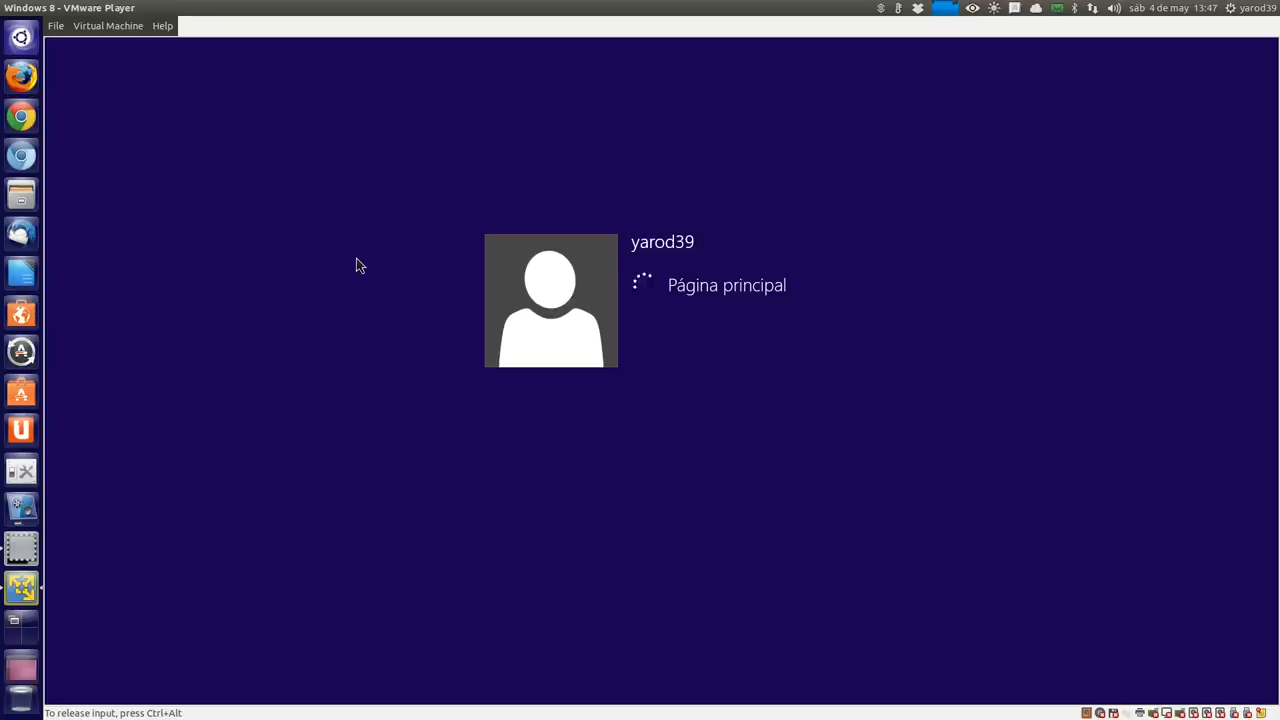 Windows 8 - VMware Player
sáb 4 de may 13:47
yarod39
File Virtual Machine Help
yarod39
Página principal
To release input, press Ctrl+Alt